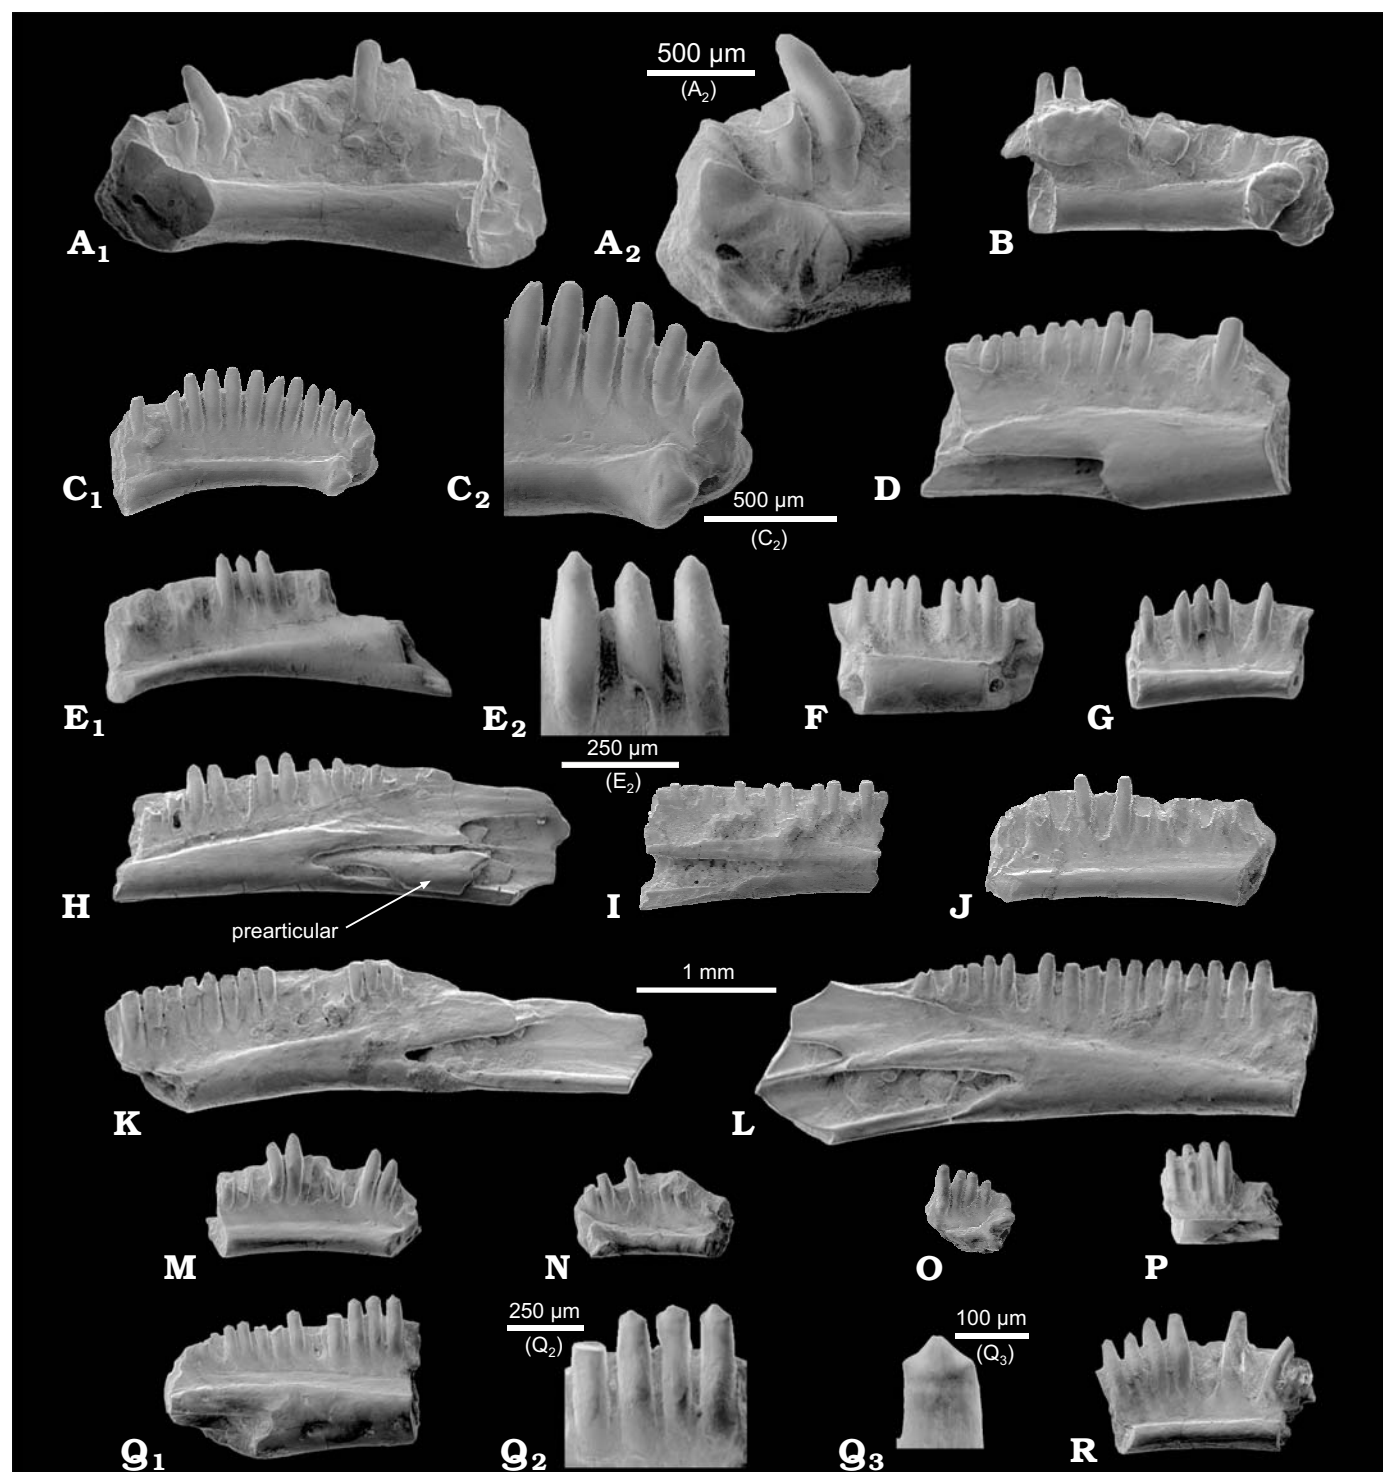 500 µm
(A2)
A1
A2
B
C1
C2
500 µm
(C2)
D
E1
E2
250 µm
(E2)
F
G
H
prearticular
I
J
1 mm
K
L
M
N
O
P
250 µm
(Q2)
100 µm
(Q3)
Q1
Q2
Q3
R